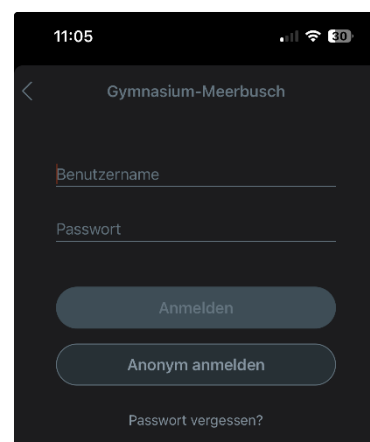 11:05
30
Gymnasium-Meerbusch
Benutzername
Passwort
Anmelden
Anonym anmelden
Passwort vergessen?